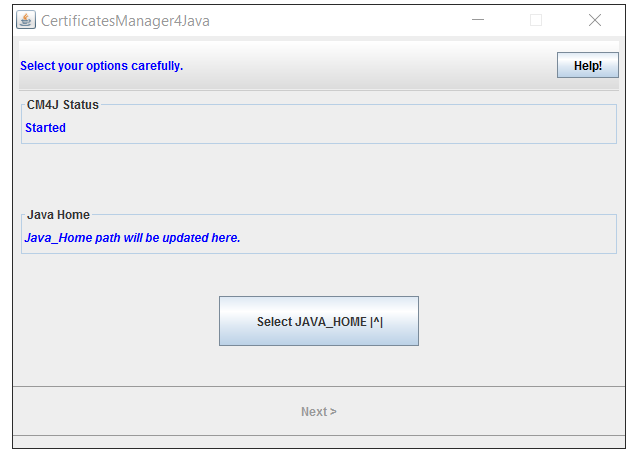 CertificatesManager4Java
Select your options carefully.
Help!
CM4J Status
Started
Java Home
Java_Home path will be updated here.
Select JAVA_HOME |^|
Next >